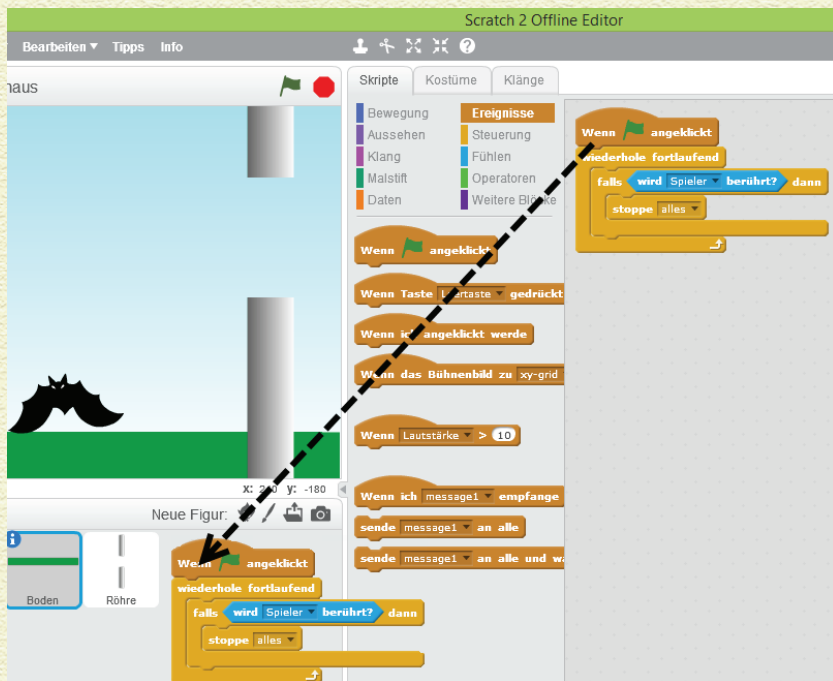 Scratch 2 Offline Editor
Bearbeiten Tipps Info
haus
Skripte Kostüme Klänge
Bewegung Ereignisse
Aussehen Steuerung
Klang Fühlen
Malstift Operatoren
Daten Weitere Blöcke
Wenn angeklickt
Wenn Taste Leertaste gedrückt
Wenn ich angeklickt werde
Wenn das Bühnenbild zu xy-grid
Wenn Lautstärke > 10
Wenn ich message1 empfange
sende message1 an alle
sende message1 an alle und wa
Wenn angeklickt
wiederhole fortlaufend
falls wird Spieler berührt? dann
stoppe alles
x: 240 y: -180
Neue Figur:
Boden Röhre
Wenn angeklickt
wiederhole fortlaufend
falls wird Spieler berührt? dann
stoppe alles